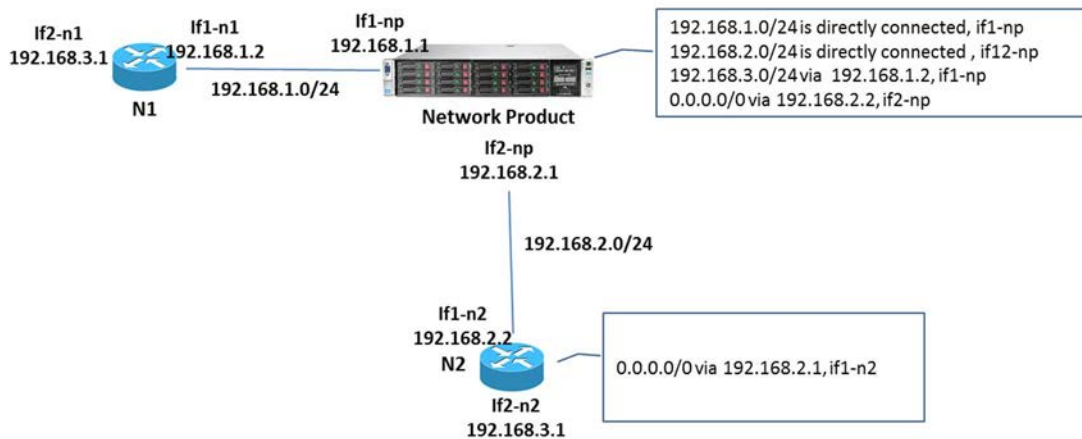 If2-n1
192.168.3.1
If1-n1
192.168.1.2
N1
192.168.1.0/24
If1-np
192.168.1.1
Network Product
192.168.1.0/24 is directly connected, if1-np
192.168.2.0/24 is directly connected , if12-np
192.168.3.0/24 via 192.168.1.2, if1-np
0.0.0.0/0 via 192.168.2.2, if2-np
If2-np
192.168.2.1
192.168.2.0/24
If1-n2
192.168.2.2
N2
If2-n2
192.168.3.1
0.0.0.0/0 via 192.168.2.1, if1-n2